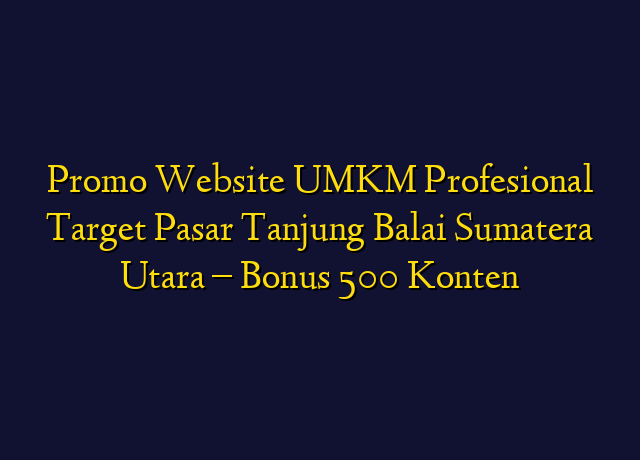 Promo Website UMKM Profesional
Target Pasar Tanjung Balai Sumatera
Utara – Bonus 500 Konten